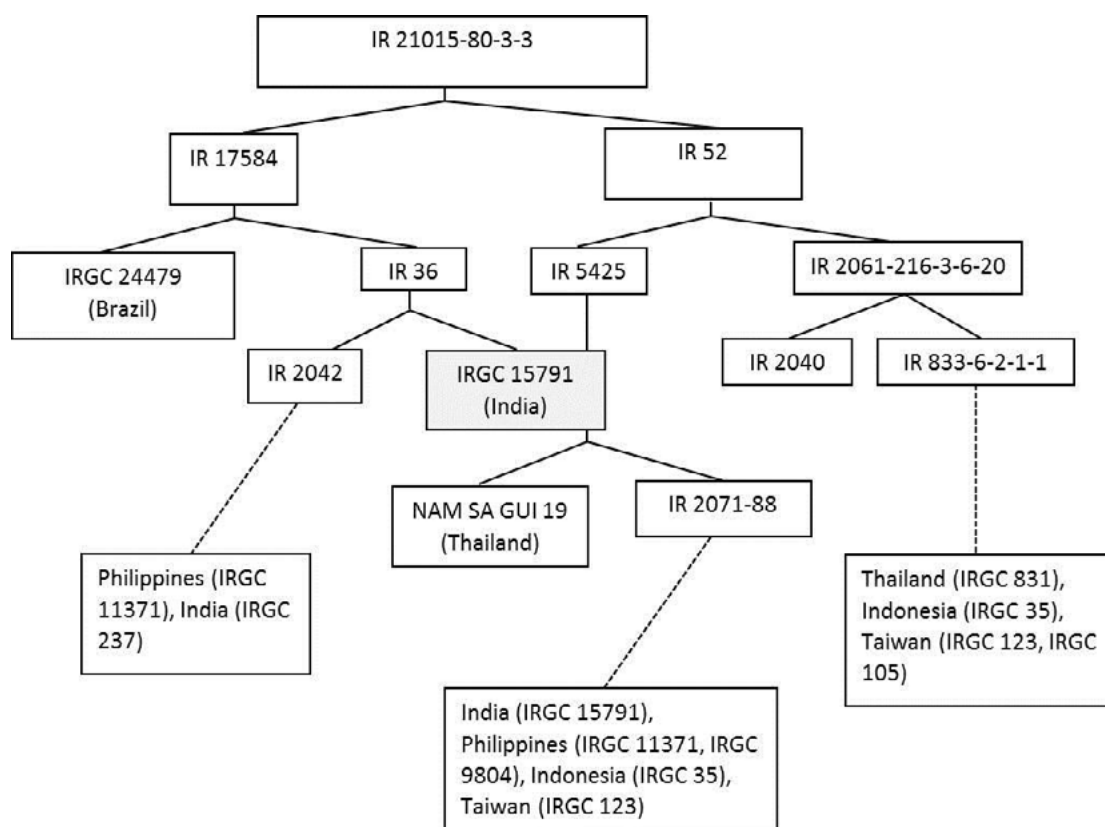 IR 21015-80-3-3
IR 17584
IR 52
IRGC 24479
(Brazil)
IR 36
IR 5425
IR 2061-216-3-6-20
IR 2042
IRGC 15791
(India)
IR 2040
IR 833-6-2-1-1
NAM SA GUI 19
(Thailand)
IR 2071-88
Philippines (IRGC
11371), India (IRGC
237)
Thailand (IRGC 831),
Indonesia (IRGC 35),
Taiwan (IRGC 123, IRGC
105)
India (IRGC 15791),
Philippines (IRGC 11371, IRGC
9804), Indonesia (IRGC 35),
Taiwan (IRGC 123)